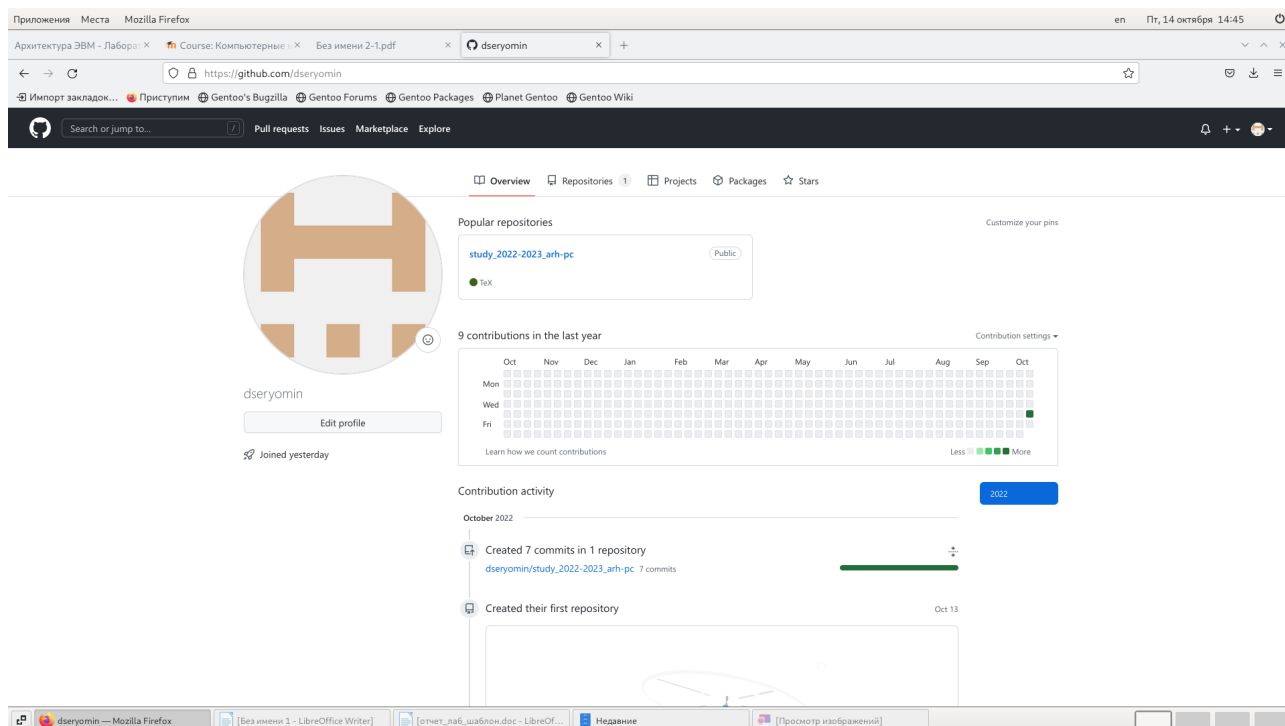 Приложения Места Mozilla Firefox en Пт, 14 октября 14:45
Архитектура ЭВМ - Лаборат Course: Компьютерные Без имени 2-1.pdf dseryomin
https://github.com/dseryomin
Импорт закладок... Приступим Gentoo's Bugzilla Gentoo Forums Gentoo Packages Planet Gentoo Gentoo Wiki
Search or jump to... / Pull requests Issues Marketplace Explore
Overview Repositories 1 Projects Packages Stars
Popular repositories Customize your pins
study_2022-2023_arh-pc Public
TeX
9 contributions in the last year Contribution settings
Oct Nov Dec Jan Feb Mar Apr May Jun Jul Aug Sep Oct
Mon
Wed
Fri
Learn how we count contributions Less More
dseryomin
Edit profile
Joined yesterday
Contribution activity 2022
October 2022
Created 7 commits in 1 repository
dseryomin/study_2022-2023_arh-pc 7 commits
Created their first repository Oct 13
dseryomin — Mozilla Firefox [Без имени 1 - LibreOffice Writer] [отчет_лаб_шаблон.doc - LibreOf... Недавние [Просмотр изображений]